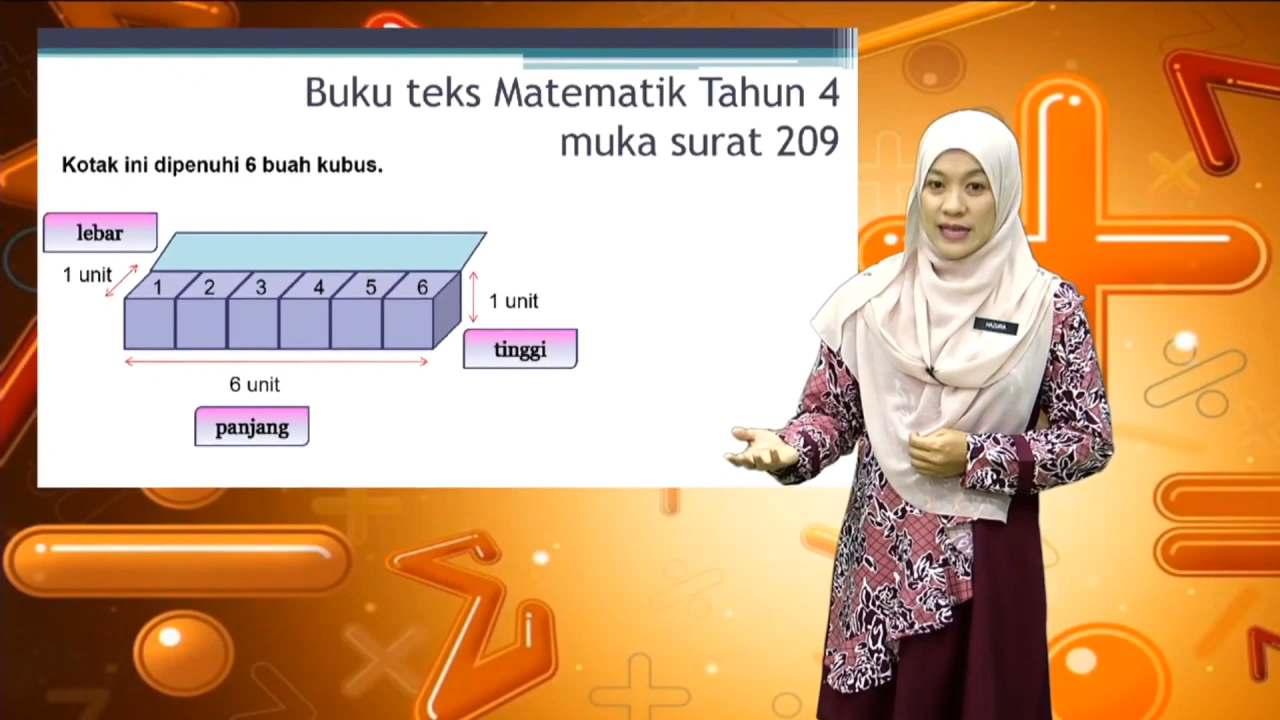 Buku teks Matematik Tahun 4
muka surat 209
Kotak ini dipenuhi 6 buah kubus.
lebar
1 unit
1 2 3 4 5 6
1 unit
tinggi
6 unit
panjang
HAZURA